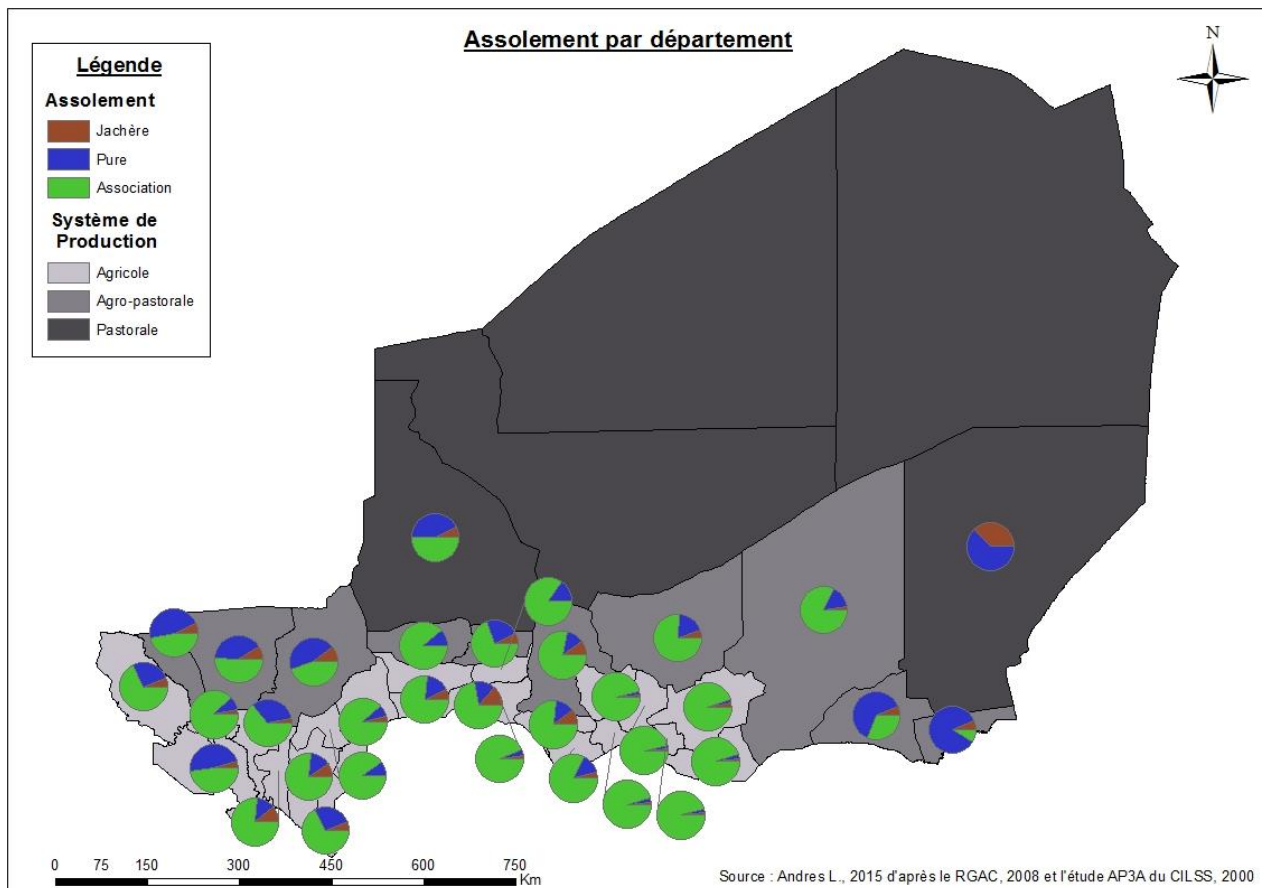 Assolement par département
N
Légende
Assolement
Jachère
Pure
Association
Système de
Production
Agricole
Agro-pastorale
Pastorale
0 75 150 300 450 600 750
Km
Source : Andres L., 2015 d'après le RGAC, 2008 et l'étude AP3A du CILSS, 2000